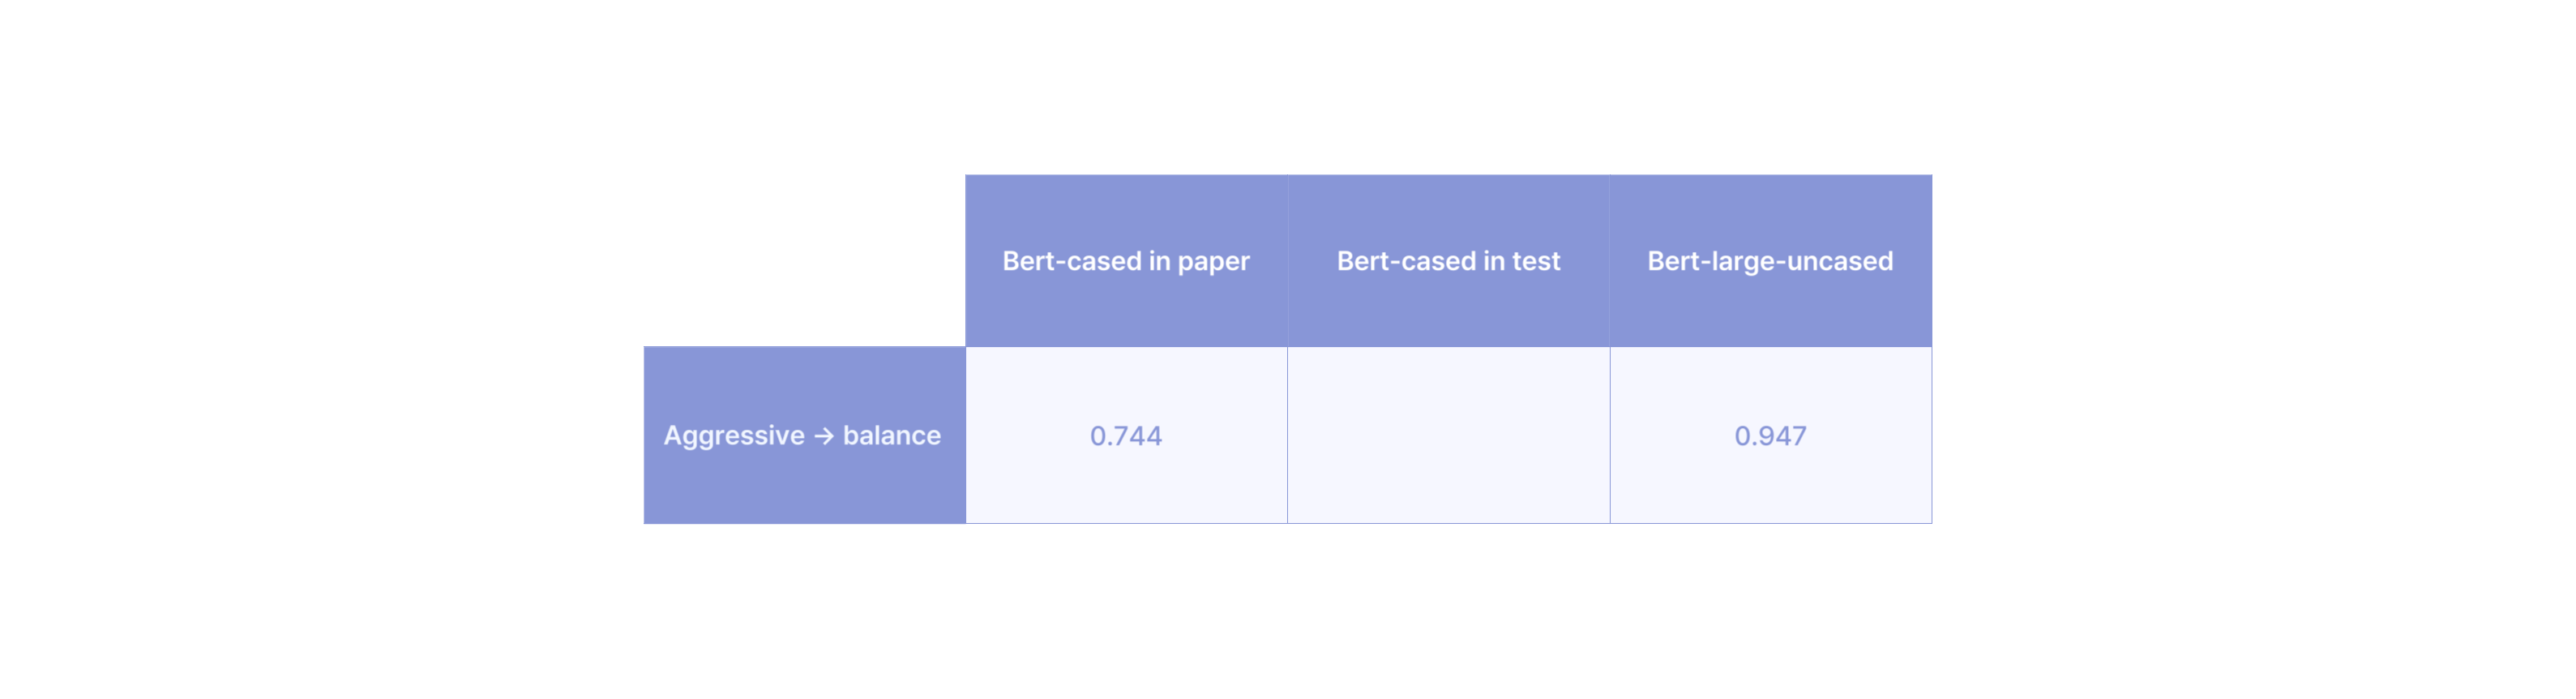 Bert-cased in paper Bert-cased in test Bert-large-uncased
Aggressive → balance 0.744 0.947